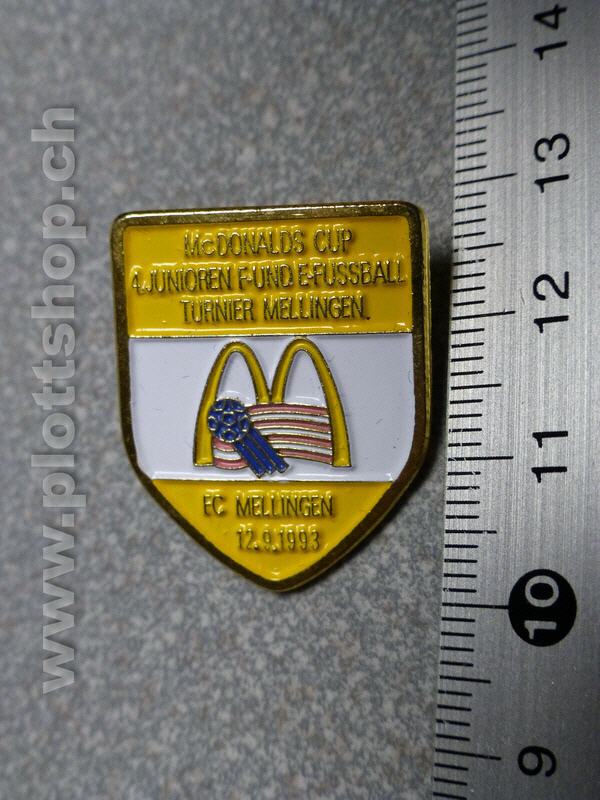 McDONALDS CUP
4.JUNIOREN F-UND.E-FUSSBALL
TURNIER MELLINGEN.
FC MELLINGEN
12.9.1993
www.plottshop.ch
14
13
12
11
10
9